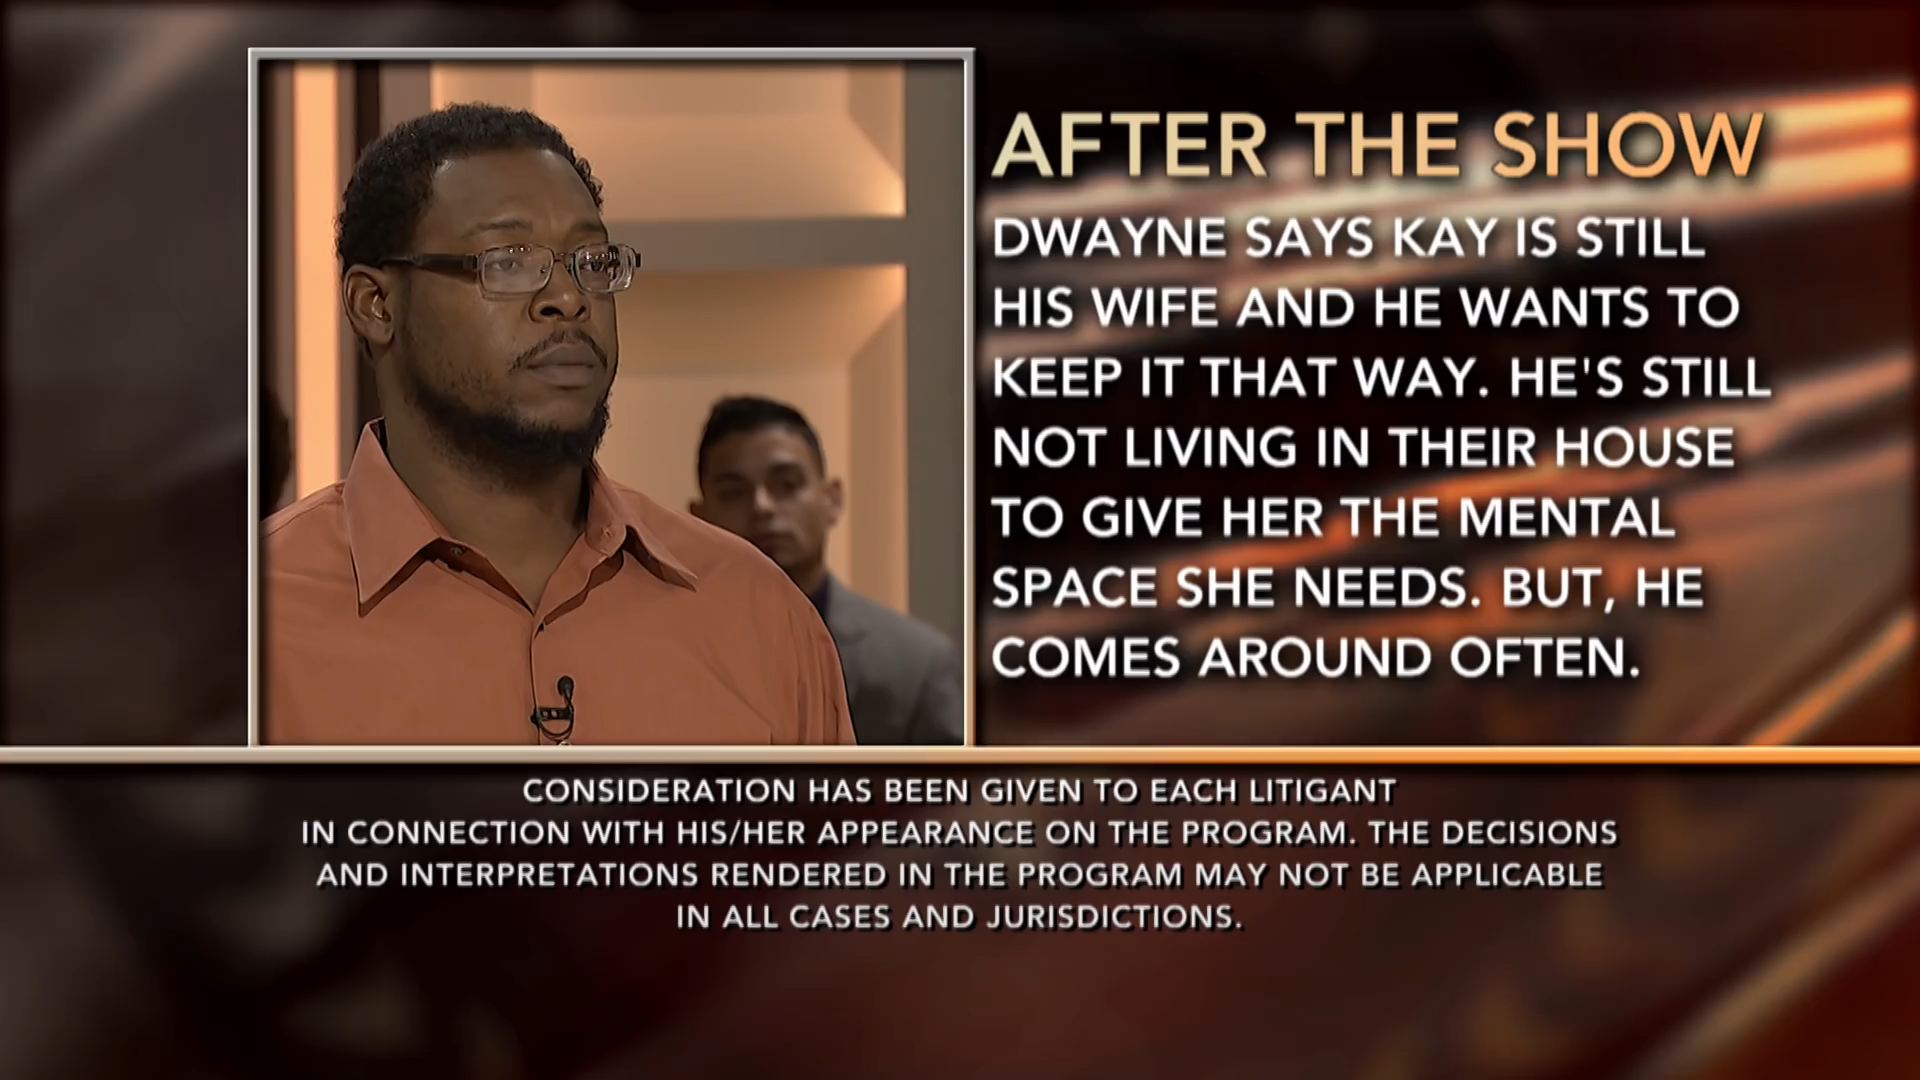 AFTER THE SHOW
DWAYNE SAYS KAY IS STILL
HIS WIFE AND HE WANTS TO
KEEP IT THAT WAY. HE'S STILL
NOT LIVING IN THEIR HOUSE
TO GIVE HER THE MENTAL
SPACE SHE NEEDS. BUT, HE
COMES AROUND OFTEN.
CONSIDERATION HAS BEEN GIVEN TO EACH LITIGANT
IN CONNECTION WITH HIS/HER APPEARANCE ON THE PROGRAM. THE DECISIONS
AND INTERPRETATIONS RENDERED IN THE PROGRAM MAY NOT BE APPLICABLE
IN ALL CASES AND JURISDICTIONS.